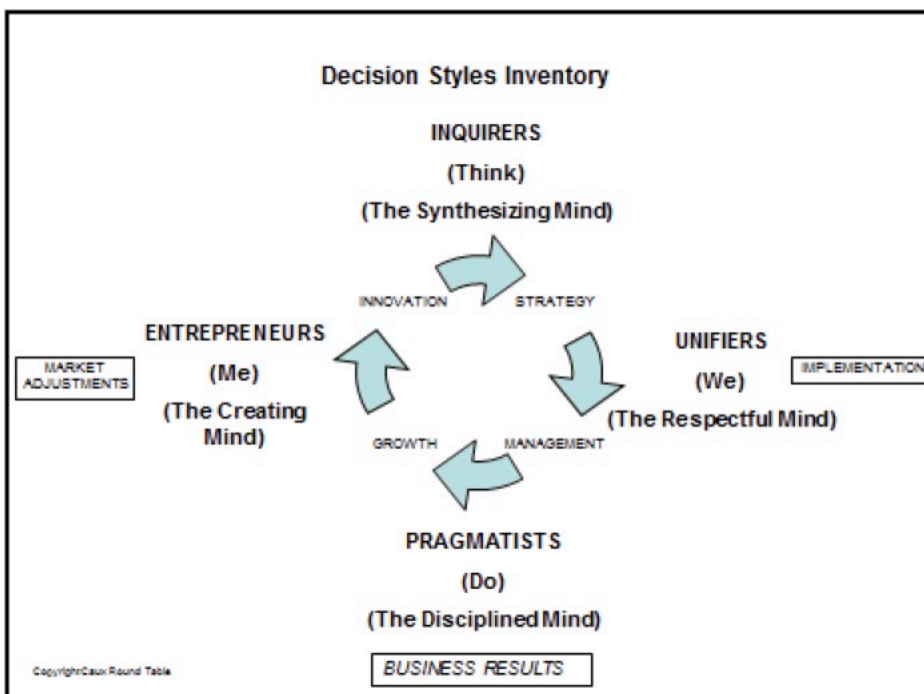 Decision Styles Inventory
INQUIRERS
(Think)
(The Synthesizing Mind)
INNOVATION
STRATEGY
ENTREPRENEURS
(Me)
(The Creating
Mind)
MARKET
ADJUSTMENTS
UNIFIERS
(We)
(The Respectful Mind)
IMPLEMENTATION
GROWTH
MANAGEMENT
PRAGMATISTS
(Do)
(The Disciplined Mind)
BUSINESS RESULTS
Copyright:Caux Round Table